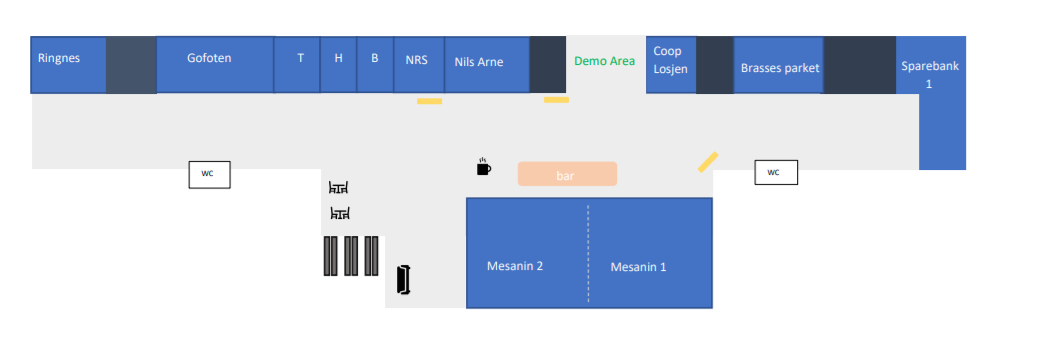 Ringnes
Gofoten
T
H
B
NRS
Nils Arne
Demo Area
Coop
Losjen
Brasses parket
Sparebank
1
wc
bar
wc
Mesanin 2
Mesanin 1